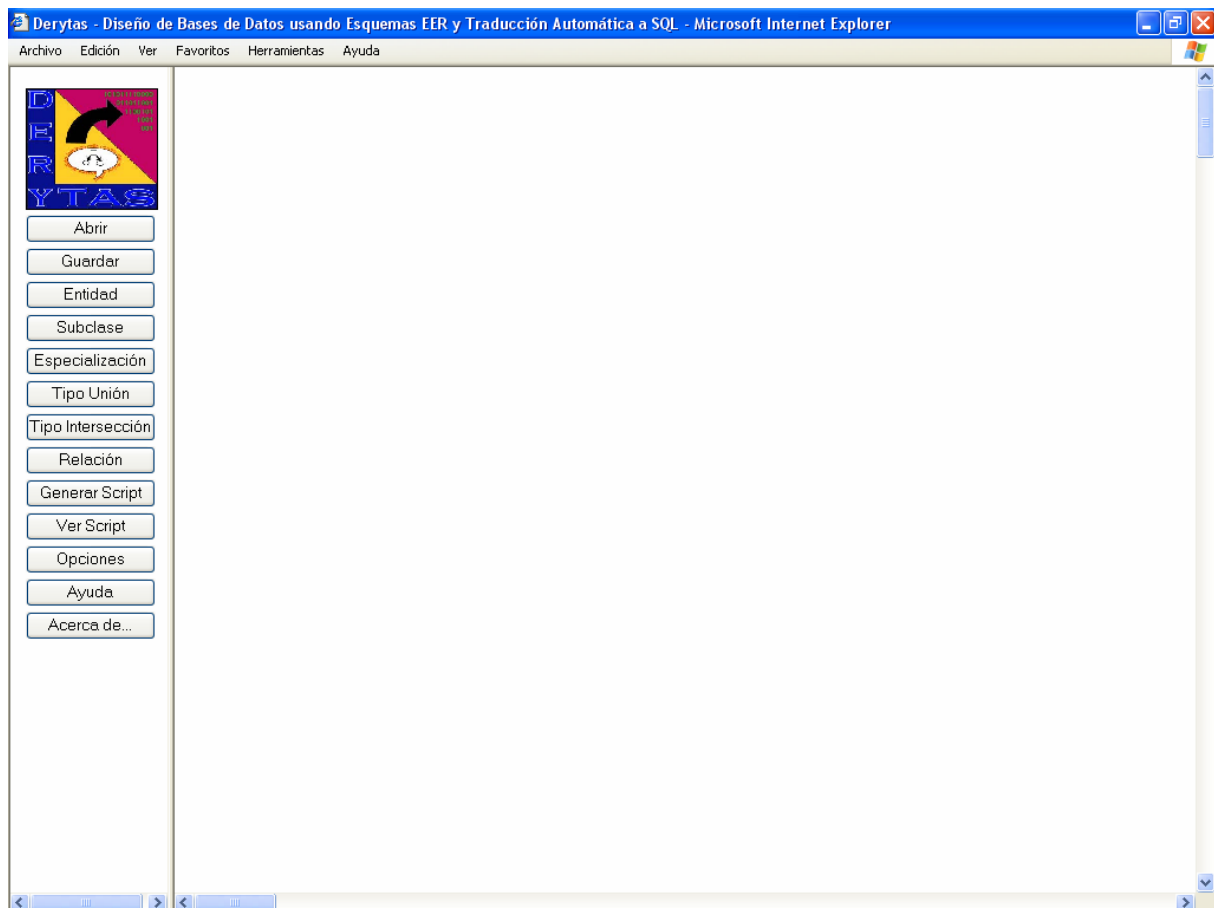 Derytas - Diseño de Bases de Datos usando Esquemas EER y Traducción Automática a SQL - Microsoft Internet Explorer
Archivo Edición Ver Favoritos Herramientas Ayuda
D
E
R
YTAS
Abrir
Guardar
Entidad
Subclase
Especialización
Tipo Unión
Tipo Intersección
Relación
Generar Script
Ver Script
Opciones
Ayuda
Acerca de...